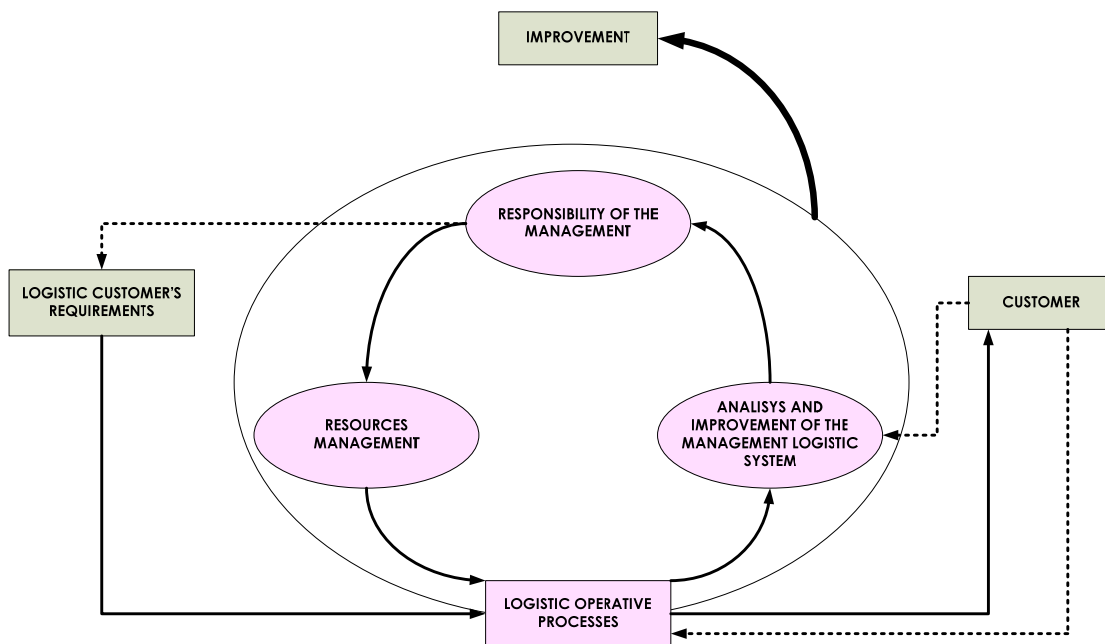 IMPROVEMENT
RESPONSIBILITY OF THE
MANAGEMENT
LOGISTIC CUSTOMER'S
REQUIREMENTS
CUSTOMER
RESOURCES
MANAGEMENT
ANALISYS AND
IMPROVEMENT OF THE
MANAGEMENT LOGISTIC
SYSTEM
LOGISTIC OPERATIVE
PROCESSES